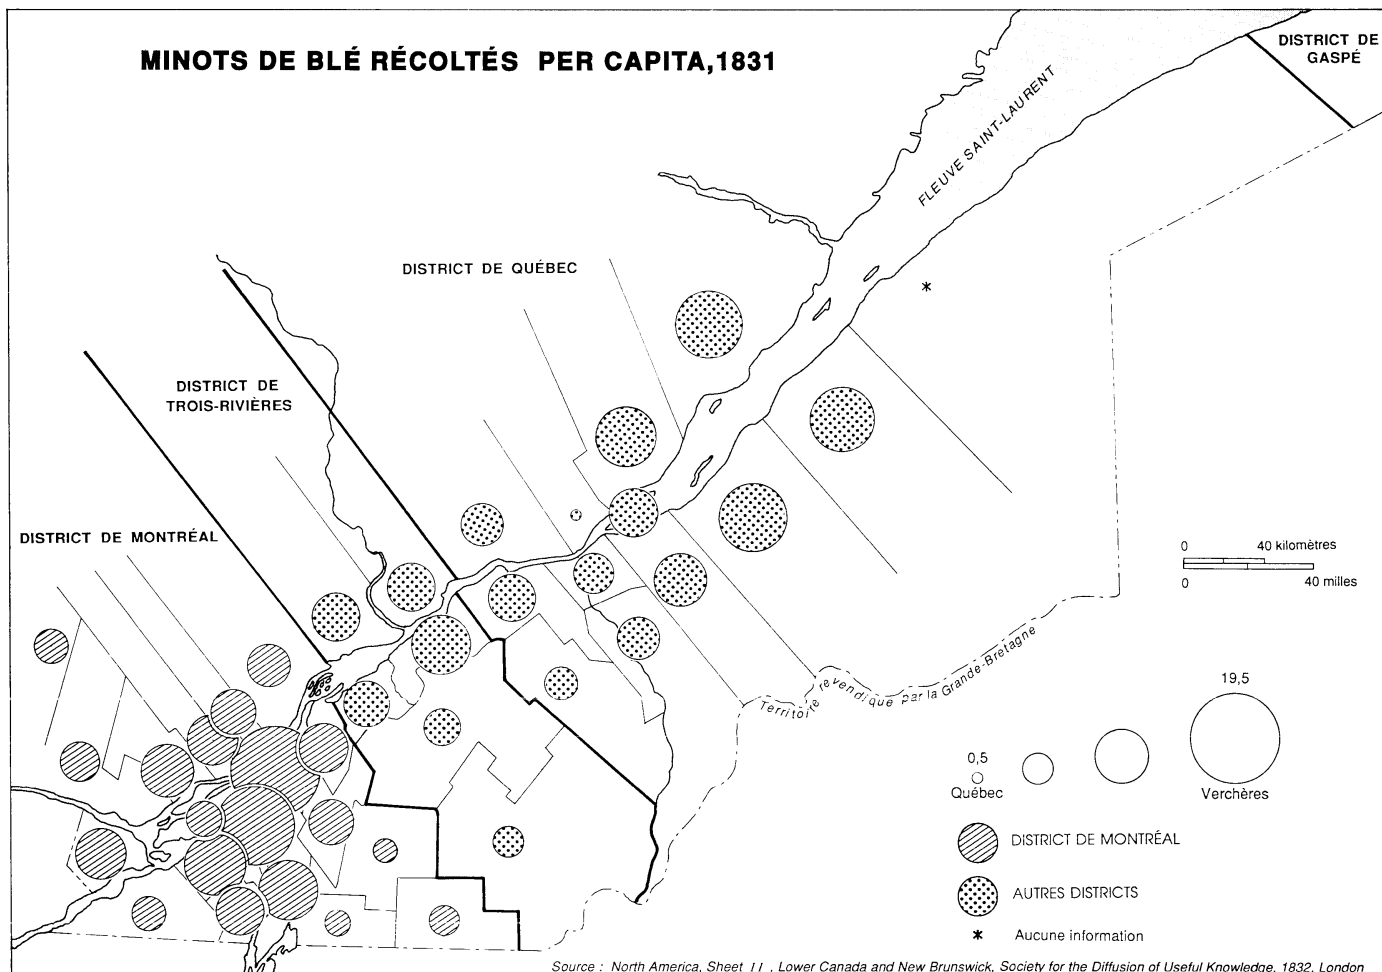 MINOTS DE BLÉ RÉCOLTÉS PER CAPITA,1831
DISTRICT DE
GASPÉ
FLEUVE SAINT-LAURENT
DISTRICT DE QUÉBEC
*
DISTRICT DE
TROIS-RIVIÈRES
DISTRICT DE MONTRÉAL
0 40 kilomètres
0 40 milles
Territoire revendique par la Grande-Bretagne
19,5
0,5
Québec
Verchères
DISTRICT DE MONTRÉAL
AUTRES DISTRICTS
* Aucune information
Source : North America, Sheet II , Lower Canada and New Brunswick, Society for the Diffusion of Useful Knowledge, 1832, London